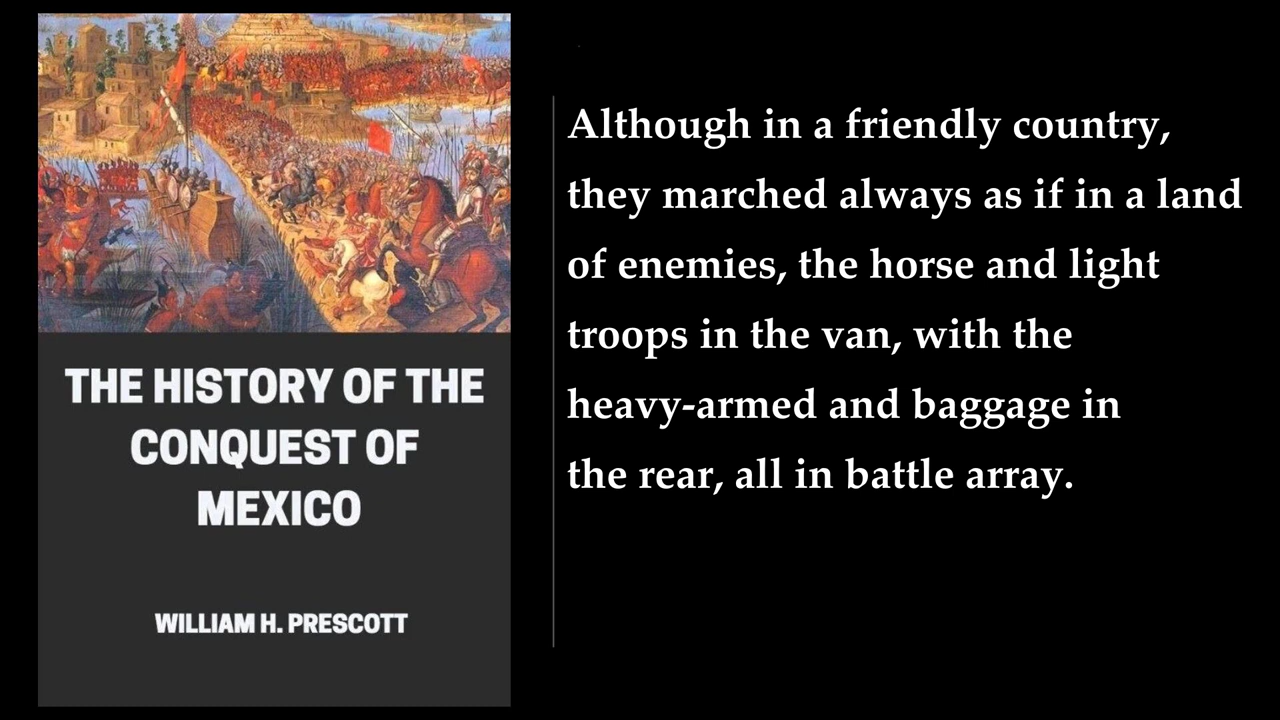 THE HISTORY OF THE
CONQUEST OF
MEXICO
WILLIAM H. PRESCOTT
Although in a friendly country,
they marched always as if in a land
of enemies, the horse and light
troops in the van, with the
heavy-armed and baggage in
the rear, all in battle array.